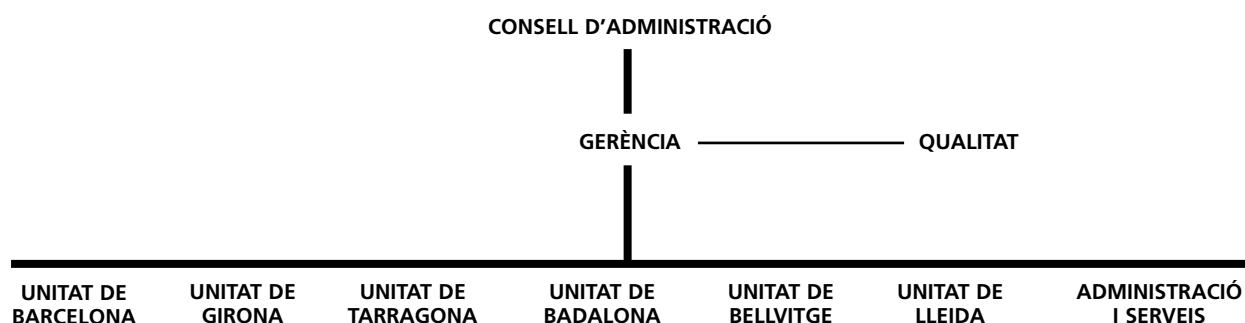 CONSELL D’ADMINISTRACIÓ
GERÈNCIA
QUALITAT
UNITAT DE
BARCELONA
UNITAT DE
GIRONA
UNITAT DE
TARRAGONA
UNITAT DE
BADALONA
UNITAT DE
BELLVITGE
UNITAT DE
LLEIDA
ADMINISTRACIÓ
I SERVEIS